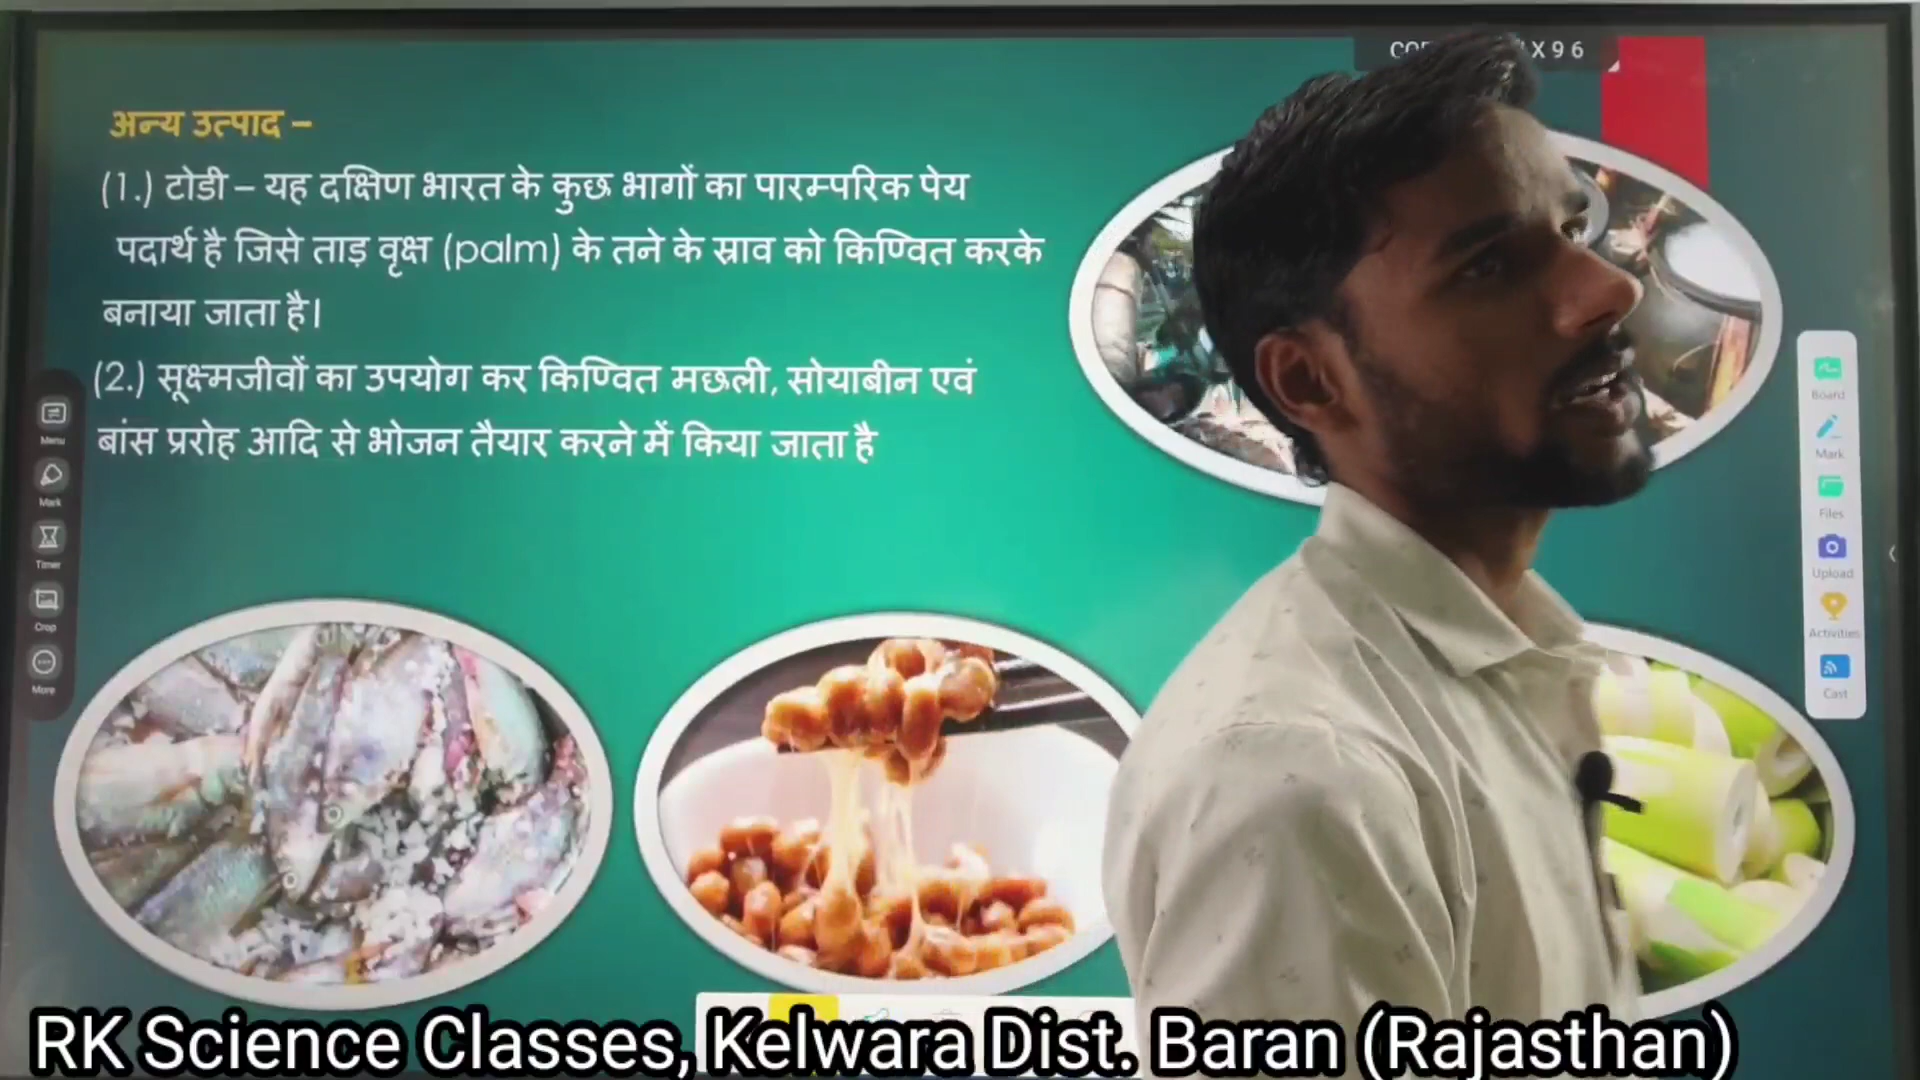 X 9 6
अन्य उत्पाद –
(1.) टोडी – यह दक्षिण भारत के कुछ भागों का पारम्परिक पेय
पदार्थ है जिसे ताड़ वृक्ष (palm) के तने के स्राव को किण्वित करके
बनाया जाता है।
(2.) सूक्ष्मजीवों का उपयोग कर किण्वित मछली, सोयाबीन एवं
बांस प्ररोह आदि से भोजन तैयार करने में किया जाता है
Menu
Mark
Timer
Crop
More
Board
Mark
Files
Upload
Activities
Cast
RK Science Classes, Kelwara Dist. Baran (Rajasthan)